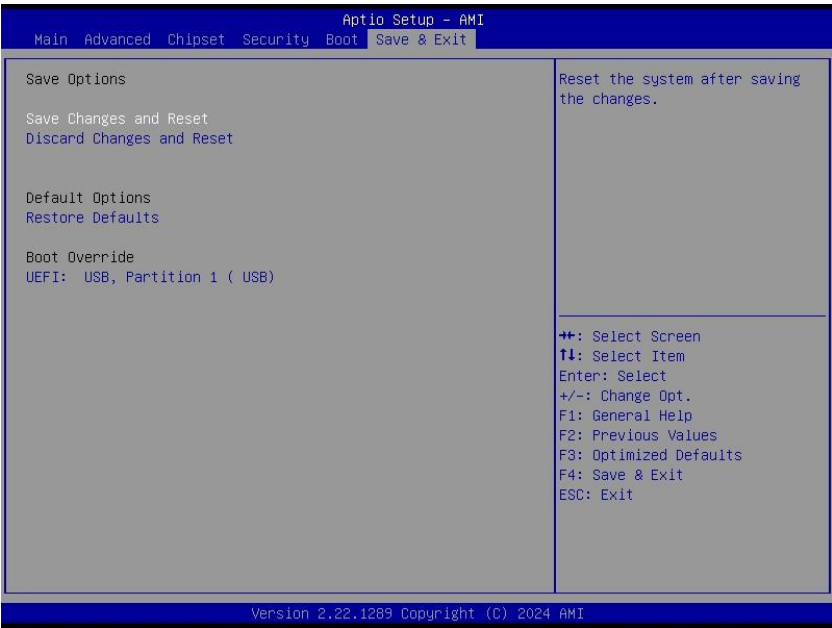 Aptio Setup – AMI
Main Advanced Chipset Security Boot Save & Exit
Save Options
Save Changes and Reset
Discard Changes and Reset
Default Options
Restore Defaults
Boot Override
UEFI: USB, Partition 1 ( USB)
Reset the system after saving
the changes.
→←: Select Screen
↑↓: Select Item
Enter: Select
+/-: Change Opt.
F1: General Help
F2: Previous Values
F3: Optimized Defaults
F4: Save & Exit
ESC: Exit
Version 2.22.1289 Copyright (C) 2024 AMI